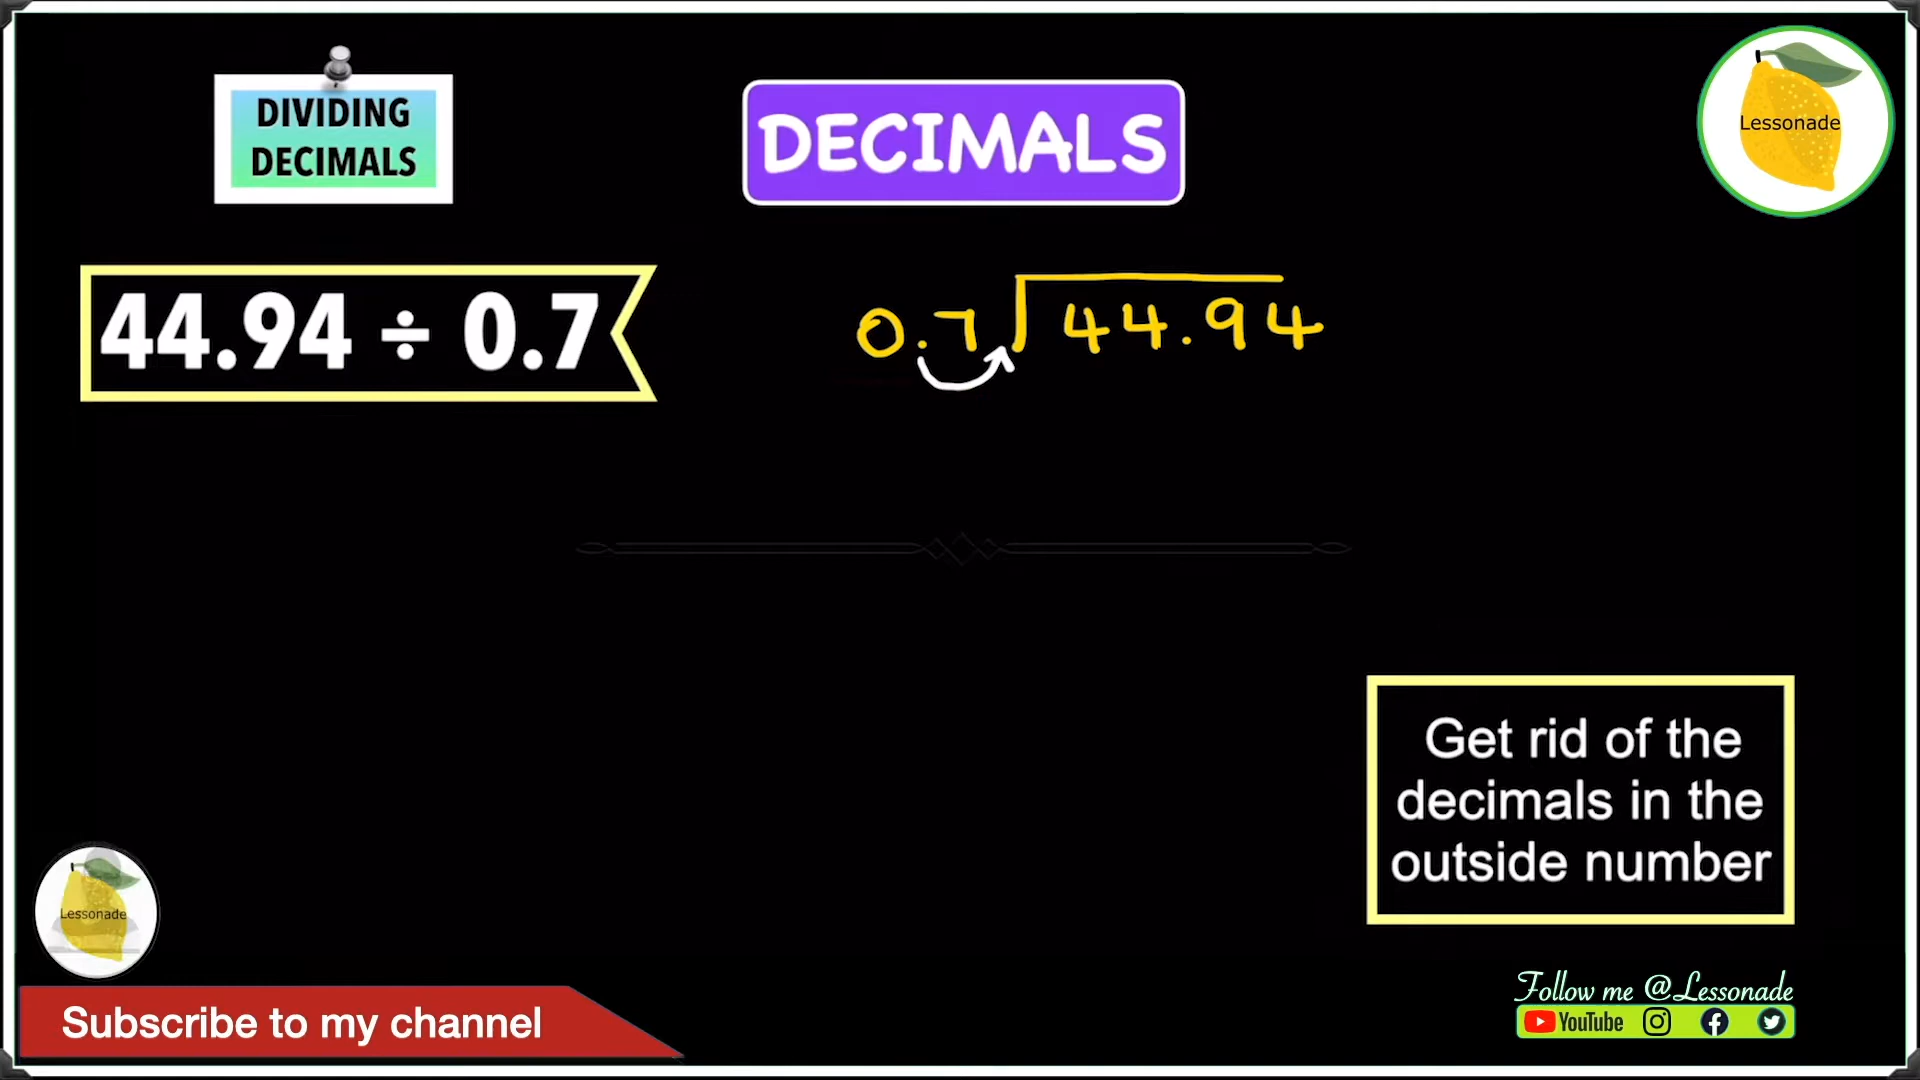 DIVIDING
DECIMALS
DECIMALS
Lessonade
44.94 ÷ 0.7
0.7 44.94
Get rid of the
decimals in the
outside number
Lessonade
Subscribe to my channel
Follow me @Lessonade
YouTube